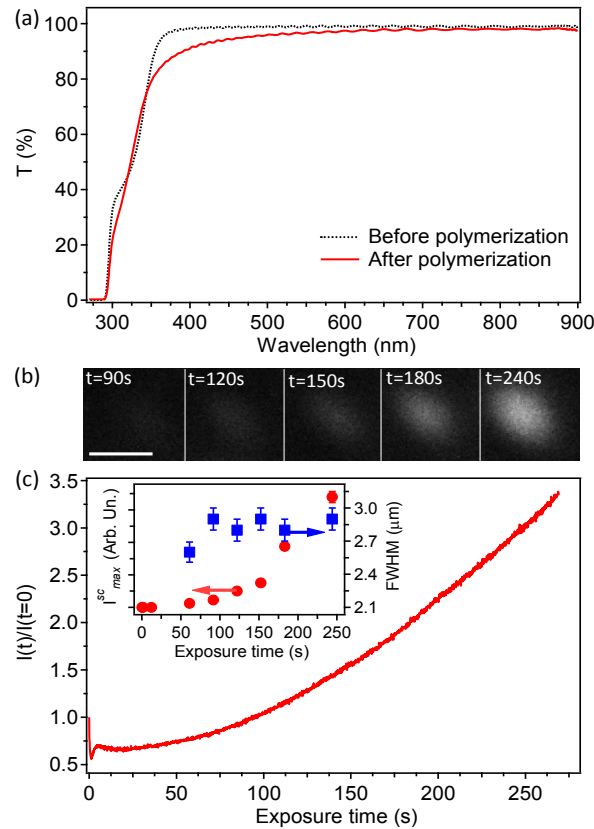 (a)
100
80
60
40
20
0
T (%)
Before polymerization
After polymerization
300 400 500 600 700 800 900
Wavelength (nm)
(b)
t=90s t=120s t=150s t=180s t=240s
(c)
3.5
3.0
2.5
2.0
1.5
1.0
0.5
I(t)/I(t=0)
I^sc_max (Arb. Un.)
3.0
2.7
2.4
2.1
FWHM (μm)
0 50 100 150 200 250
Exposure time (s)
0 50 100 150 200 250
Exposure time (s)